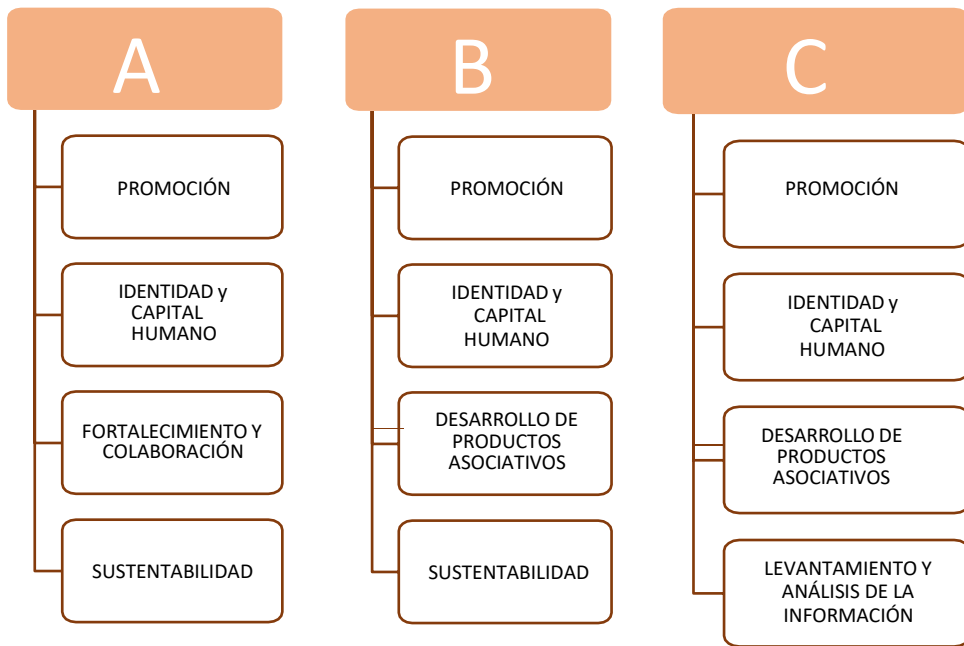 A
PROMOCIÓN
IDENTIDAD y
CAPITAL
HUMANO
FORTALECIMIENTO Y
COLABORACIÓN
SUSTENTABILIDAD
B
PROMOCIÓN
IDENTIDAD y
CAPITAL
HUMANO
DESARROLLO DE
PRODUCTOS
ASOCIATIVOS
SUSTENTABILIDAD
C
PROMOCIÓN
IDENTIDAD y
CAPITAL
HUMANO
DESARROLLO DE
PRODUCTOS
ASOCIATIVOS
LEVANTAMIENTO Y
ANÁLISIS DE LA
INFORMACIÓN